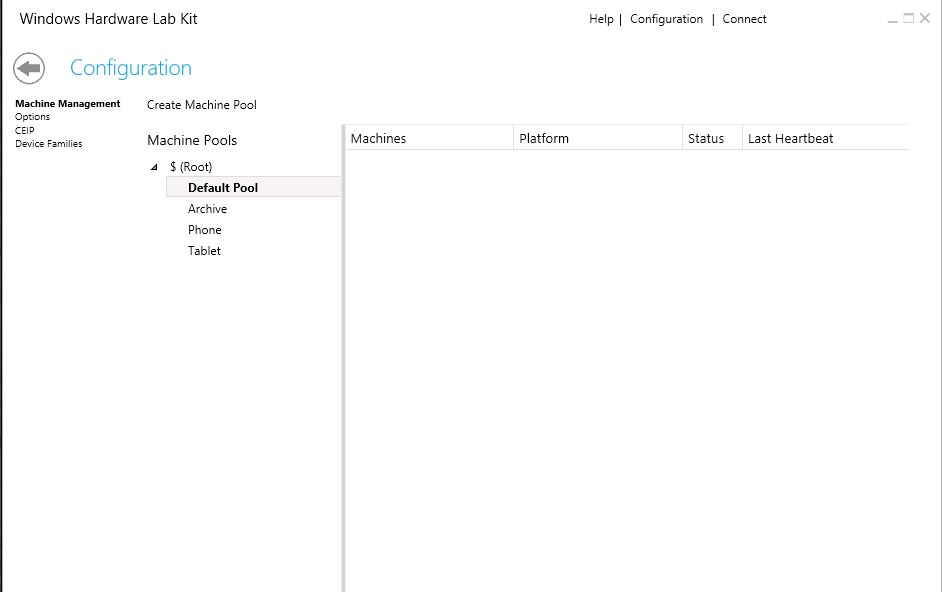 Windows Hardware Lab Kit
Help | Configuration | Connect
Configuration
Machine Management
Options
CEIP
Device Families
Create Machine Pool
Machine Pools
$ (Root)
Default Pool
Archive
Phone
Tablet
Machines Platform Status Last Heartbeat